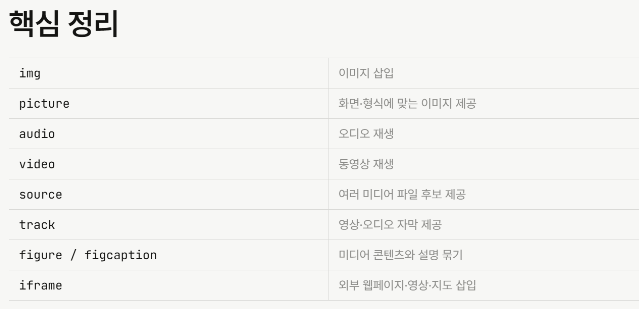 핵심 정리
img 이미지 삽입
picture 화면·형식에 맞는 이미지 제공
audio 오디오 재생
video 동영상 재생
source 여러 미디어 파일 후보 제공
track 영상·오디오 자막 제공
figure / figcaption 미디어 콘텐츠와 설명 묶기
iframe 외부 웹페이지·영상·지도 삽입